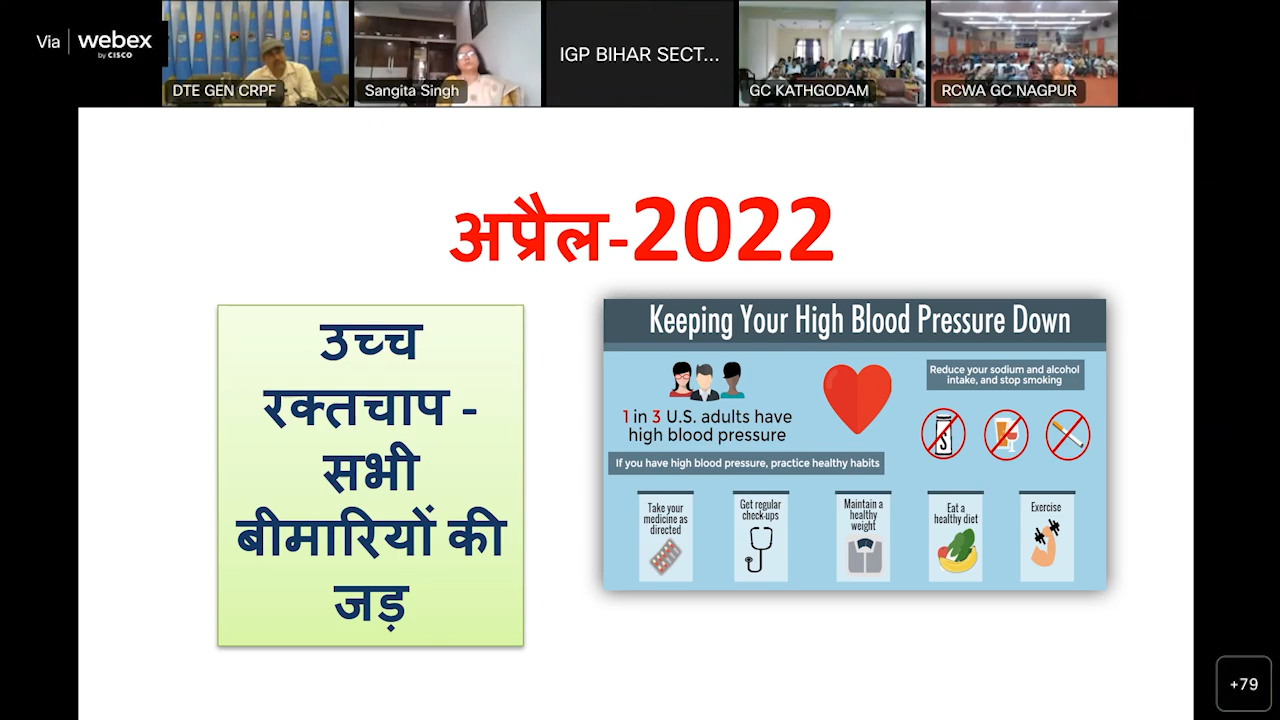 Via webex
by CISCO
DTE GEN CRPF
Sangita Singh
IGP BIHAR SECT...
GC KATHGODAM
RCWA GC NAGPUR
अप्रैल-2022
उच्च
रक्तचाप -
सभी
बीमारियों की
जड़
Keeping Your High Blood Pressure Down
1 in 3 U.S. adults have
high blood pressure
Reduce your sodium and alcohol
intake, and stop smoking
S
If you have high blood pressure, practice healthy habits
Take your
medicine as
directed
Get regular
check-ups
Maintain a
healthy
weight
Eat a
healthy diet
Exercise
+79